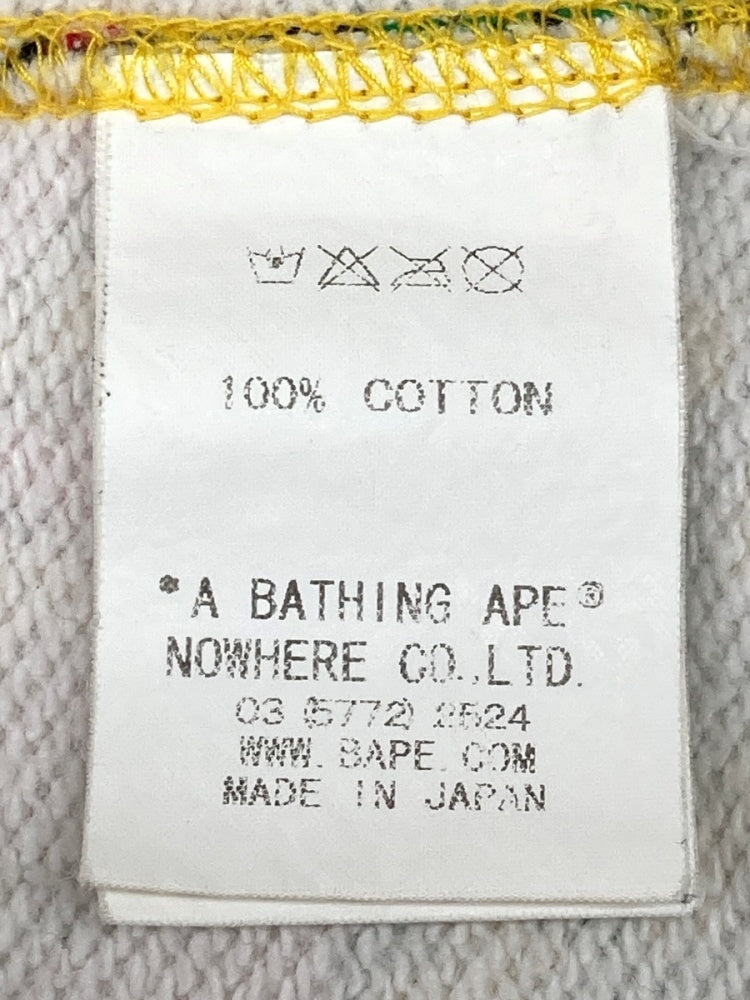 100% COTTON
*A BATHING APE®
NOWHERE CO.,LTD.
03 (5772) 2524
WWW.BAPE.COM
MADE IN JAPAN